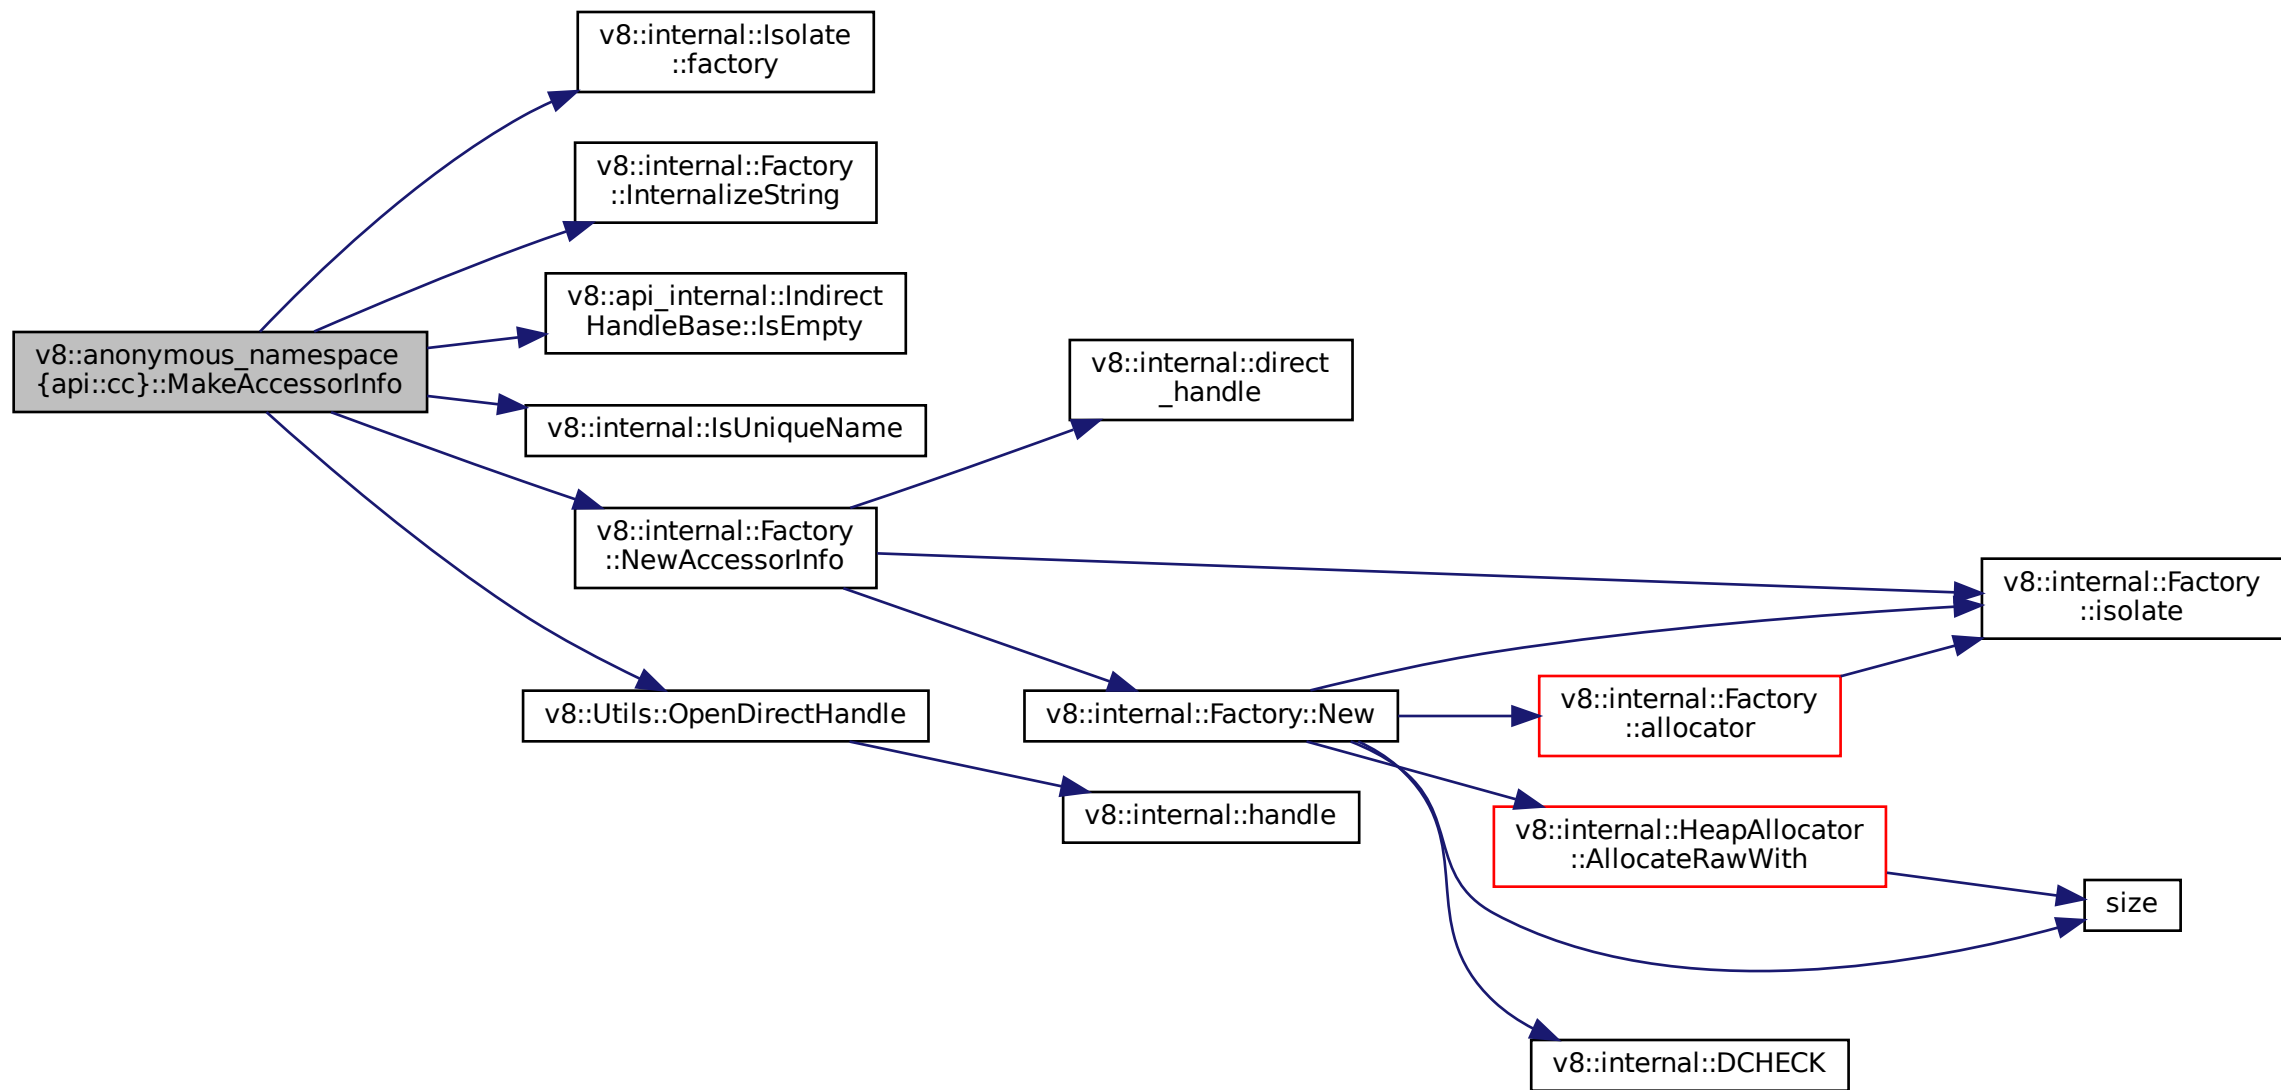 v8::internal::Isolate
::factory
v8::internal::Factory
::InternalizeString
v8::api_internal::Indirect
HandleBase::IsEmpty
v8::anonymous_namespace
{api::cc}::MakeAccessorInfo
v8::internal::direct
_handle
v8::internal::IsUniqueName
v8::internal::Factory
::NewAccessorInfo
v8::internal::Factory
::isolate
v8::Utils::OpenDirectHandle
v8::internal::Factory::New
v8::internal::Factory
::allocator
v8::internal::handle
v8::internal::HeapAllocator
::AllocateRawWith
size
v8::internal::DCHECK